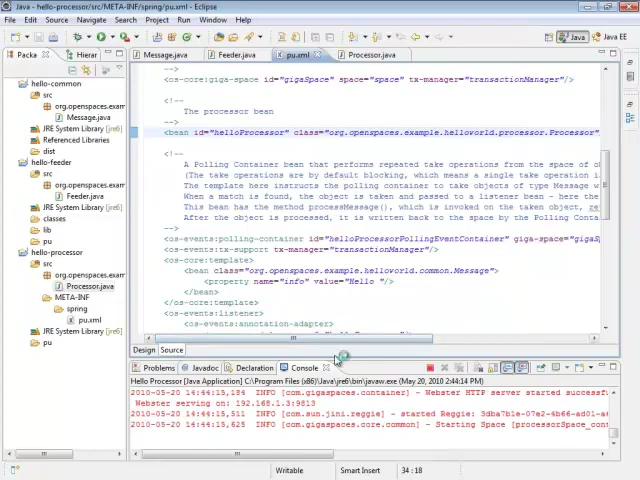 Java - hello-processor/src/META-INF/spring/pu.xml - Eclipse
File Edit Source Navigate Search Project Run Window Help
Java Java EE
Packa Hierar
Message.java Feeder.java pu.xml Processor.java
hello-common
src
org.openspaces.exar
Message.java
JRE System Library [jre6]
Referenced Libraries
dist
hello-feeder
src
org.openspaces.exar
Feeder.java
JRE System Library [jre6]
classes
lib
pu
hello-processor
src
org.openspaces.exar
Processor.java
META-INF
spring
pu.xml
JRE System Library [jre6]
pu
-->
<os-core:giga-space id="gigaSpace" space="space" tx-manager="transactionManager"/>
<!--
The processor bean
-->
<bean id="helloProcessor" class="org.openspaces.example.helloworld.processor.Processor"
<!--
A Polling Container bean that performs repeated take operations from the space of
(The take operations are by default blocking, which means a single take operation
The template here instructs the polling container to take objects of type Message
When a match is found, the object is taken and passed to a listener bean - here the
This bean has the method processMessage(), which is invoked on the taken object,
After the object is processed, it is written back to the space by the Polling Conta
-->
<os-events:polling-container id="helloProcessorPollingEventContainer" giga-space="gigaS
<os-events:tx-support tx-manager="transactionManager"/>
<os-core:template>
<bean class="org.openspaces.example.helloworld.common.Message">
<property name="info" value="Hello "/>
</bean>
</os-core:template>
<os-events:listener>
<os-events:annotation-adapter>
Design Source
Problems Javadoc Declaration Console
Hello Processor [Java Application] C:\Program Files (x86)\Java\jre6\bin\javaw.exe (May 20, 2010 2:44:14 PM)
2010-05-20 14:44:15,184 INFO [com.gigaspaces.container] - Webster HTTP server started successf
Webster serving on: 192.168.1.3:9813
2010-05-20 14:44:15,381 INFO [com.sun.jini.reggie] - started Reggie: 3dba7b1e-07e2-4b66-ad01-a
2010-05-20 14:44:15,625 INFO [com.gigaspaces.core.common] - Starting Space [processorSpace_cont
Writable Smart Insert 34 : 18